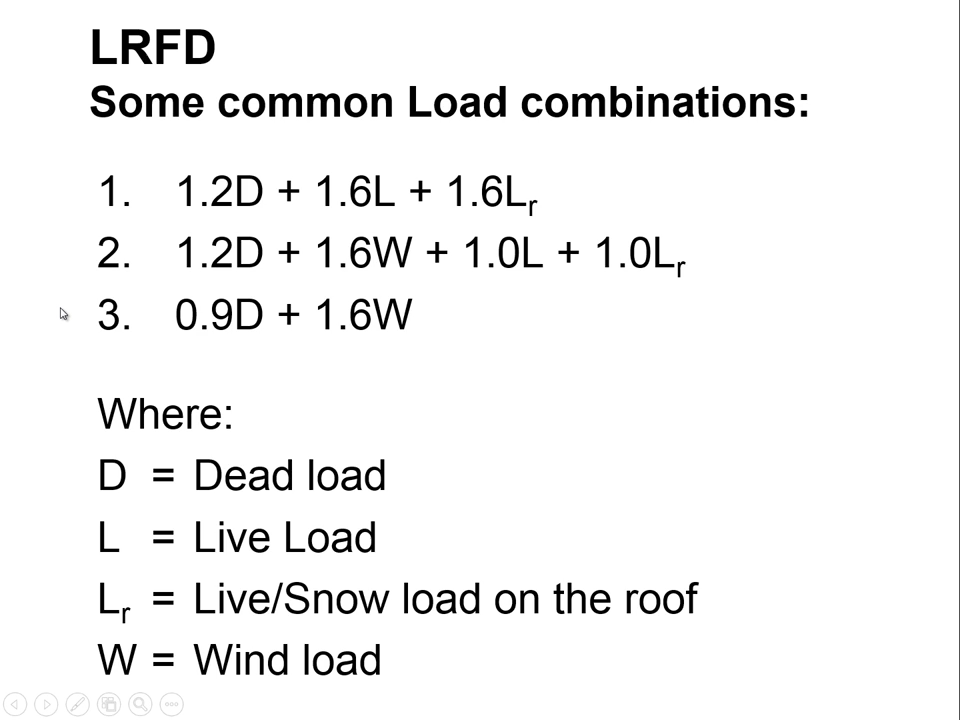 LRFD
Some common Load combinations:
1. 1.2D + 1.6L + 1.6Lr
2. 1.2D + 1.6W + 1.0L + 1.0Lr
3. 0.9D + 1.6W
Where:
D = Dead load
L = Live Load
Lr = Live/Snow load on the roof
W = Wind load